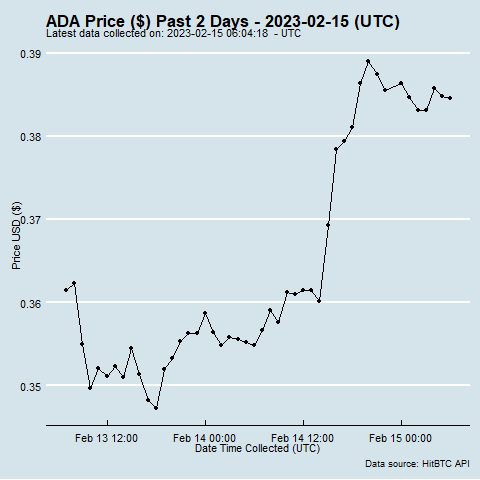 ADA Price ($) Past 2 Days - 2023-02-15 (UTC)
Latest data collected on: 2023-02-15 06:04:18 - UTC
0.39
0.38
0.37
0.36
0.35
Price USD ($)
Feb 13 12:00 Feb 14 00:00 Feb 14 12:00 Feb 15 00:00
Date Time Collected (UTC)
Data source: HitBTC API